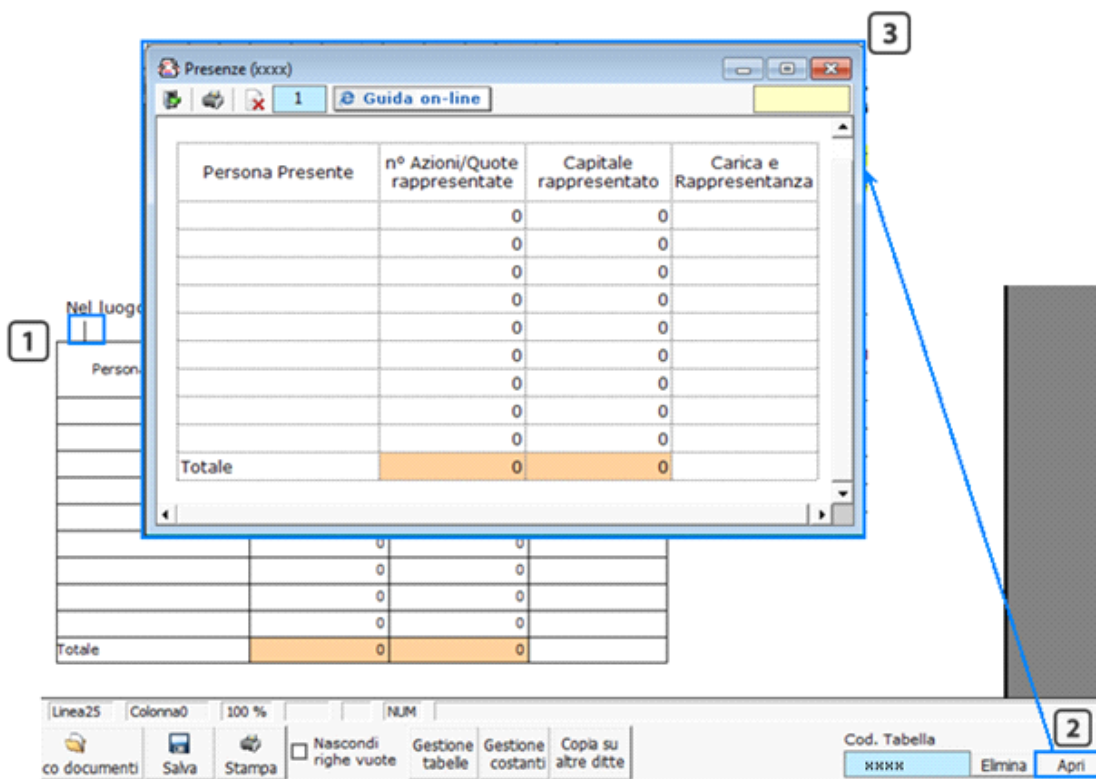 3
Presenze (xxxx)
1
Guida on-line
Persona Presente
n° Azioni/Quote
rappresentate
Capitale
rappresentato
Carica e
Rappresentanza
0 0
0 0
0 0
0 0
0 0
0 0
0 0
0 0
0 0
Totale 0 0
Nel luogo
1
0 0
0 0
0 0
0 0
Totale 0 0
Linea25 Colonna0 100 % NUM
2
co documenti
Salva
Stampa
Nascondi
righe vuote
Gestione
tabelle
Gestione
costanti
Copia su
altre ditte
Cod. Tabella
xxxx
Elimina
Apri